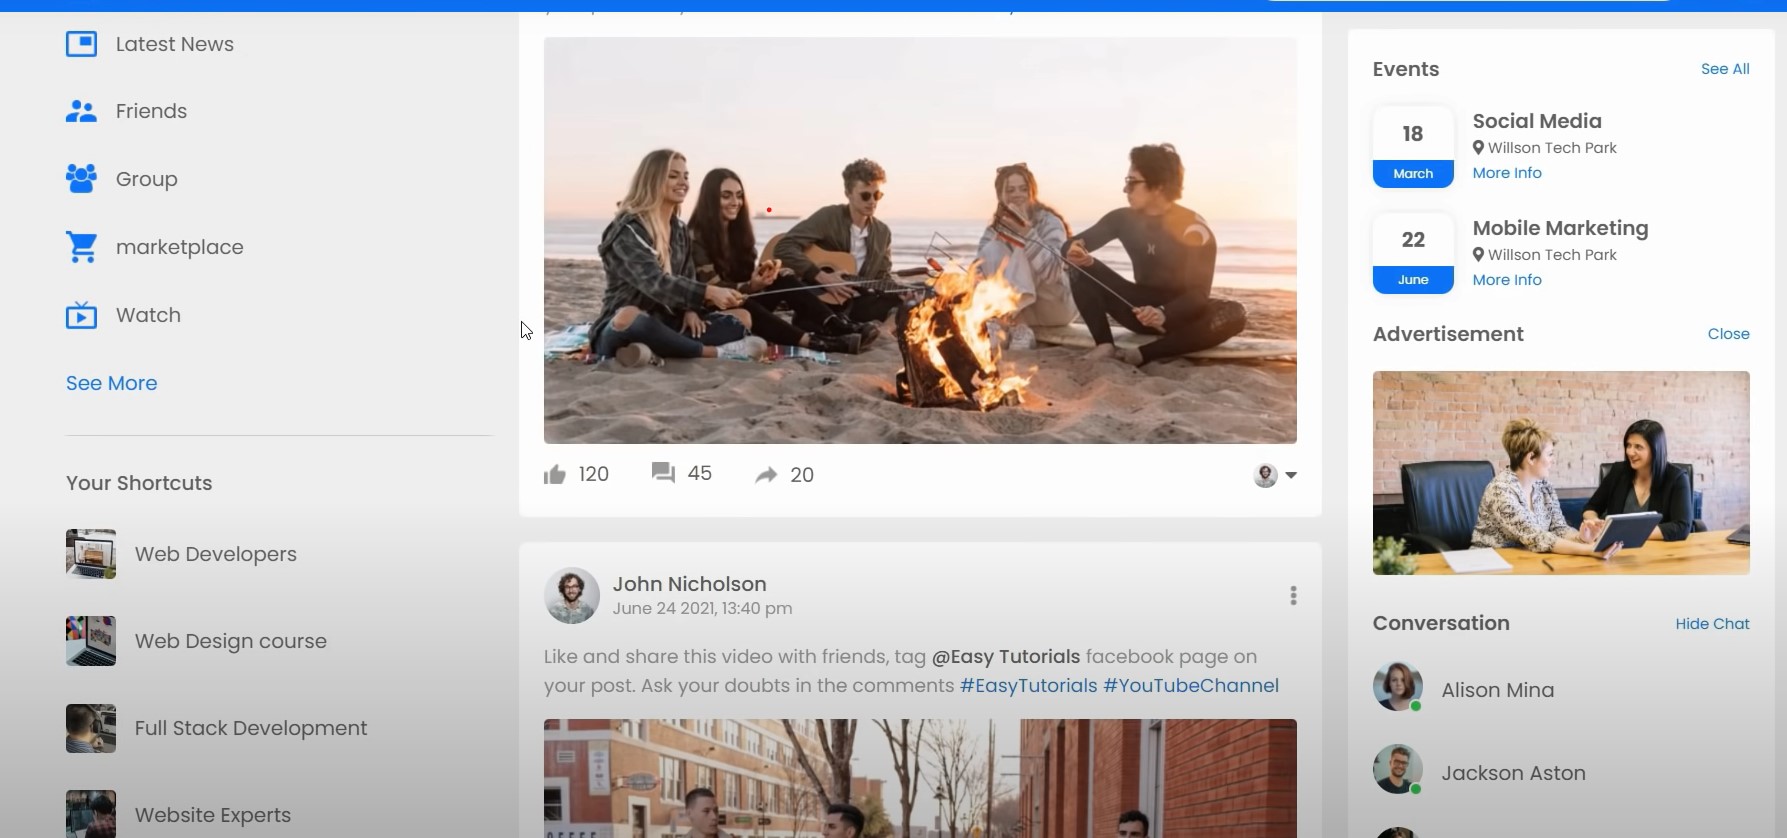 Latest News
Friends
Group
marketplace
Watch
See More
Your Shortcuts
Web Developers
Web Design course
Full Stack Development
Website Experts
120
45
20
John Nicholson
June 24 2021, 13:40 pm
Like and share this video with friends, tag @Easy Tutorials facebook page on
your post. Ask your doubts in the comments #EasyTutorials #YouTubeChannel
Events
See All
18
March
Social Media
Willson Tech Park
More Info
22
June
Mobile Marketing
Willson Tech Park
More Info
Advertisement
Close
Conversation
Hide Chat
Alison Mina
Jackson Aston